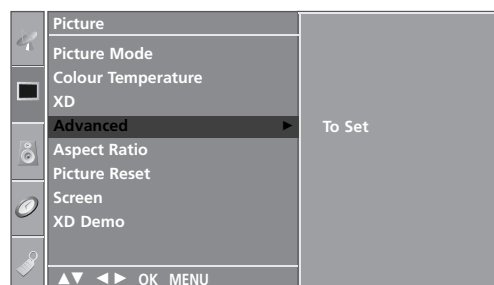 Picture
Picture Mode
Colour Temperature
XD
Advanced ► To Set
Aspect Ratio
Picture Reset
Screen
XD Demo
▲▼ ◄► OK MENU